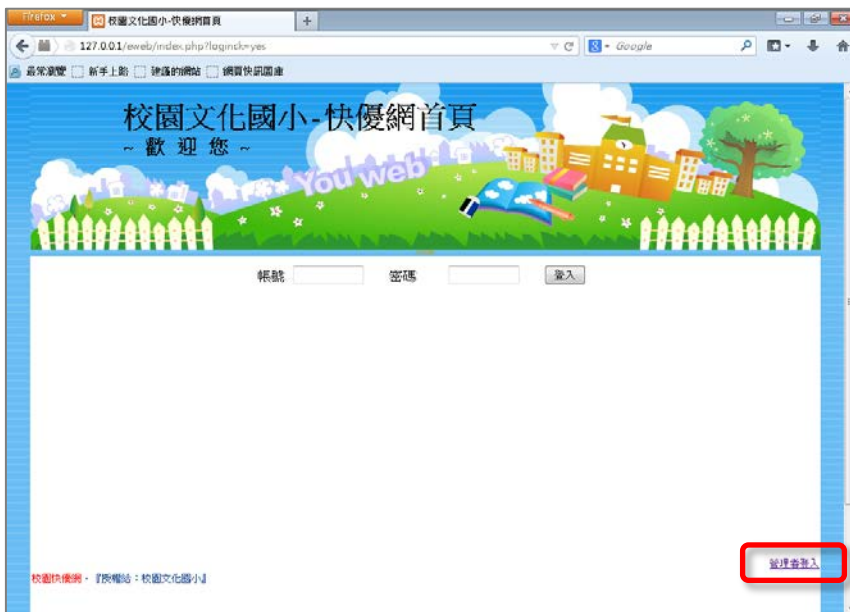 Firefox
校園文化國小-快優網首頁
127.0.0.1/eweb/index.php?loginck=yes
Google
最常瀏覽 新手上路 建議的網站 網頁快訊圖庫
校園文化國小-快優網首頁
~ 歡 迎 您 ~
You web
帳號 密碼 登入
管理者登入
校園快優網 - 『授權給：校園文化國小』